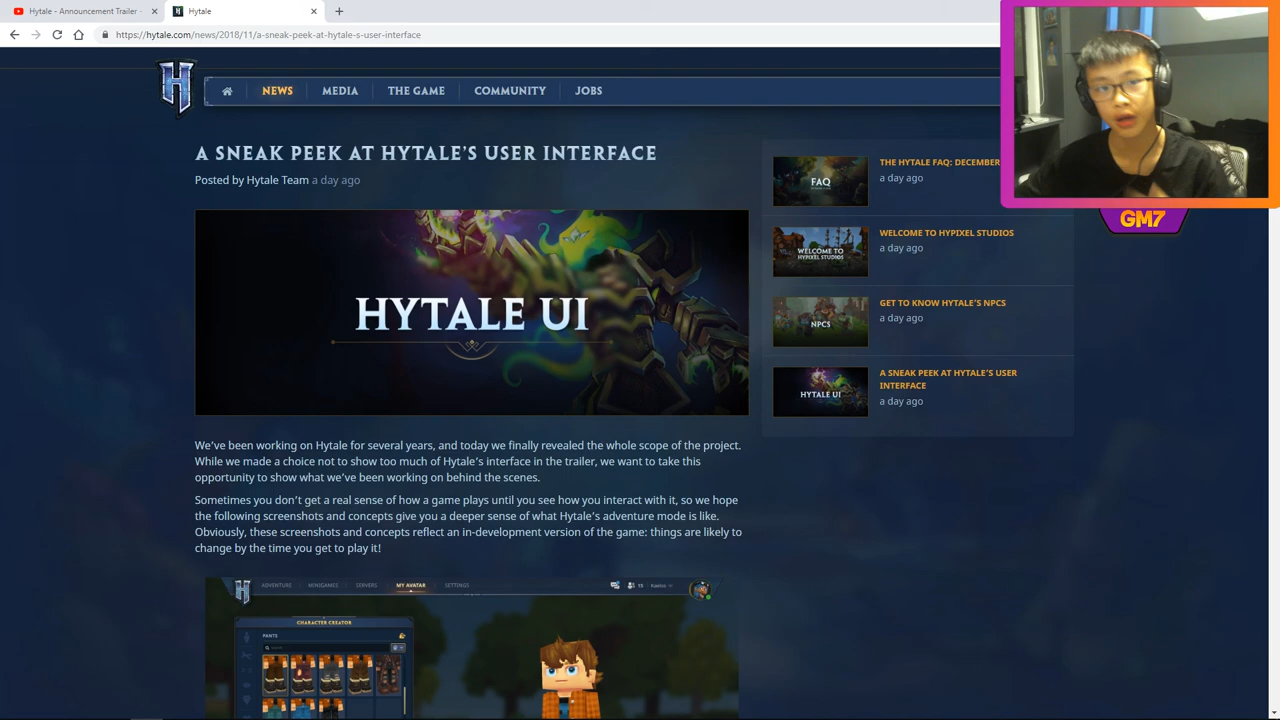 Hytale - Announcement Trailer -
Hytale
https://hytale.com/news/2018/11/a-sneak-peek-at-hytale-s-user-interface
H
NEWS
MEDIA
THE GAME
COMMUNITY
JOBS
A SNEAK PEEK AT HYTALE'S USER INTERFACE
Posted by Hytale Team a day ago
HYTALE UI
We've been working on Hytale for several years, and today we finally revealed the whole scope of the project.
While we made a choice not to show too much of Hytale's interface in the trailer, we want to take this
opportunity to show what we've been working on behind the scenes.
Sometimes you don't get a real sense of how a game plays until you see how you interact with it, so we hope
the following screenshots and concepts give you a deeper sense of what Hytale's adventure mode is like.
Obviously, these screenshots and concepts reflect an in-development version of the game: things are likely to
change by the time you get to play it!
H
ADVENTURE
MINIGAMES
SERVERS
MY AVATAR
SETTINGS
15
CHARACTER CREATOR
PANTS
Search
FAQ
THE HYTALE FAQ: DECEMBER
a day ago
WELCOME TO
HYPIXEL STUDIOS
WELCOME TO HYPIXEL STUDIOS
a day ago
NPCS
GET TO KNOW HYTALE'S NPCS
a day ago
HYTALE UI
A SNEAK PEEK AT HYTALE'S USER
INTERFACE
a day ago
GM7